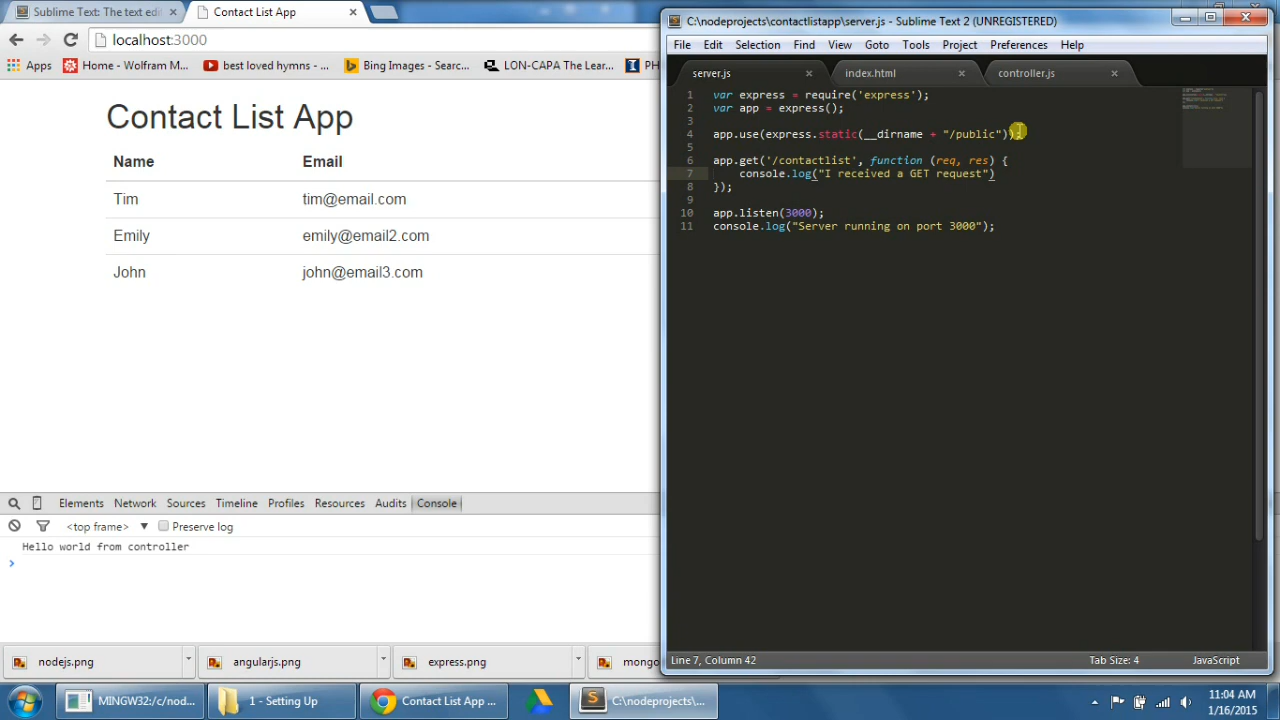 Sublime Text: The text edi
Contact List App
localhost:3000
Apps
Home - Wolfram M...
best loved hymns - ...
Bing Images - Searc...
LON-CAPA The Lear...
PH
Contact List App
Name Email
Tim tim@email.com
Emily emily@email2.com
John john@email3.com
Elements Network Sources Timeline Profiles Resources Audits Console
<top frame> Preserve log
Hello world from controller
>
nodejs.png
angularjs.png
express.png
mongo
C:\nodeprojects\contactlistapp\server.js - Sublime Text 2 (UNREGISTERED)
File Edit Selection Find View Goto Tools Project Preferences Help
server.js
index.html
controller.js
1 var express = require('express');
2 var app = express();
3
4 app.use(express.static(__dirname + "/public"));
5
6 app.get('/contactlist', function (req, res) {
7 console.log("I received a GET request")
8 });
9
10 app.listen(3000);
11 console.log("Server running on port 3000");
Line 7, Column 42
Tab Size: 4
JavaScript
MINGW32:/c/nod...
1 - Setting Up
Contact List App ...
C:\nodeprojects\...
11:04 AM
1/16/2015